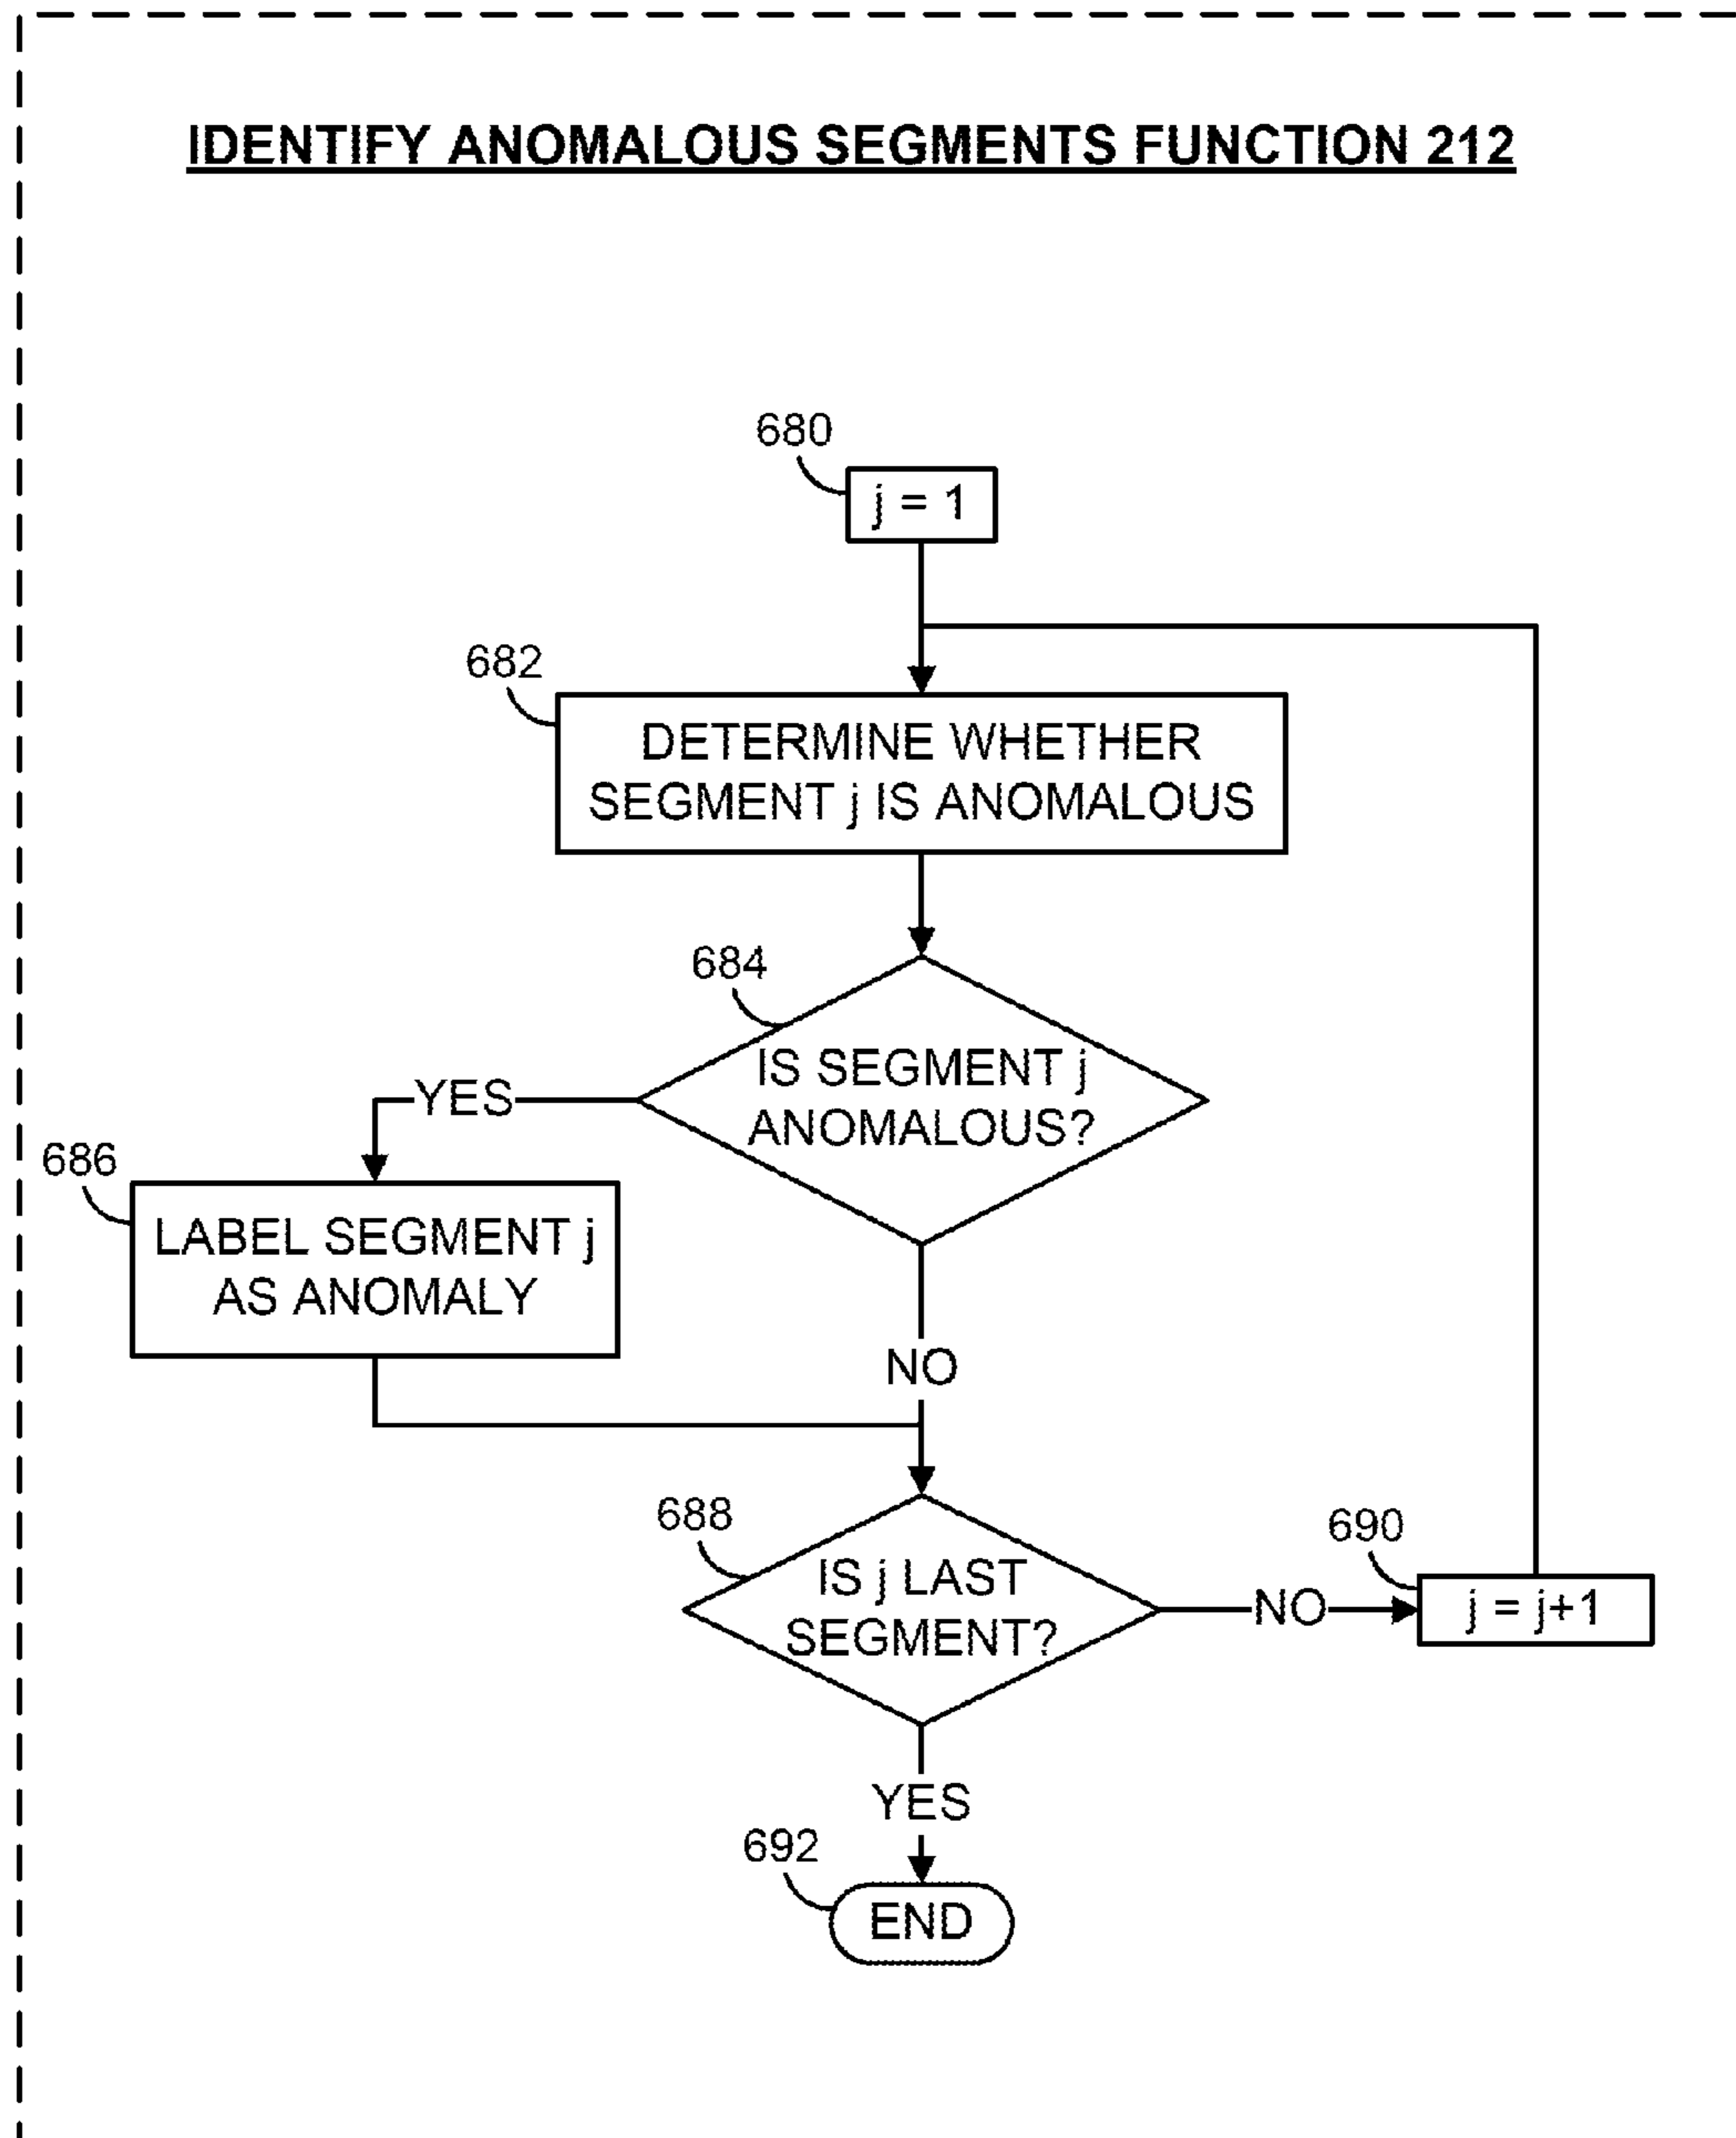 IDENTIFY ANOMALOUS SEGMENTS FUNCTION 212
680
j = 1
682
DETERMINE WHETHER
SEGMENT j IS ANOMALOUS
684
IS SEGMENT j
ANOMALOUS?
YES
686
LABEL SEGMENT j
AS ANOMALY
NO
688
IS j LAST
SEGMENT?
NO
690
j = j+1
YES
692
END